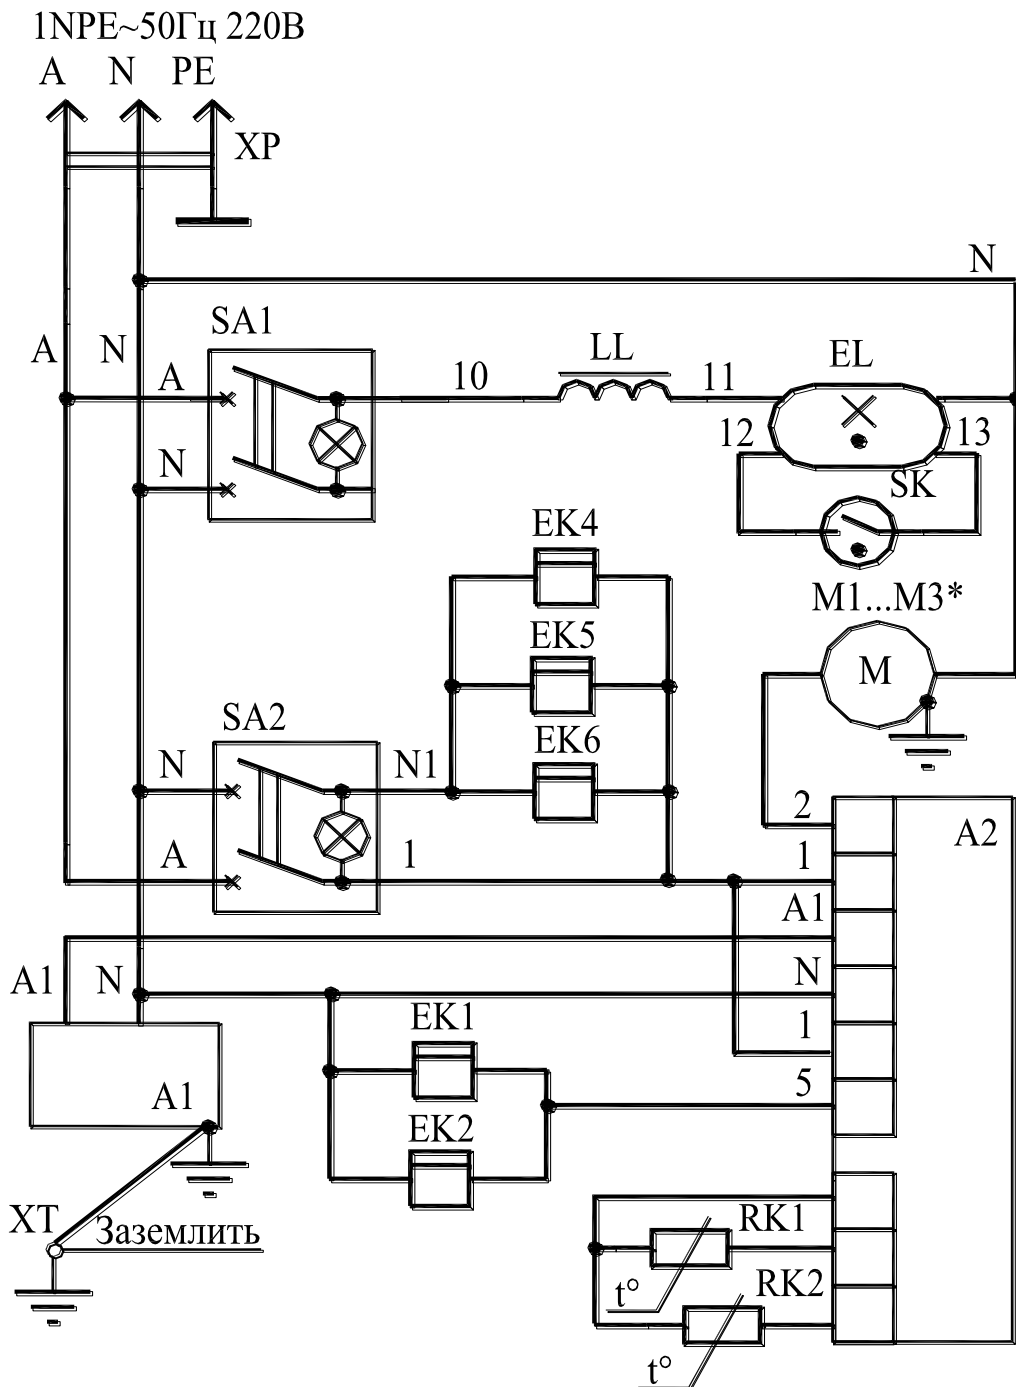 1NPE~50Гц 220В
A N PE
XP
N
SA1
A N A
10
LL
11
EL
N
12
13
SK
EK4
M1...M3*
EK5
M
SA2
EK6
N
N1
2
A2
A
1
1
A1
A1
N
N
EK1
1
A1
5
EK2
XT
Заземлить
RK1
t°
RK2
t°